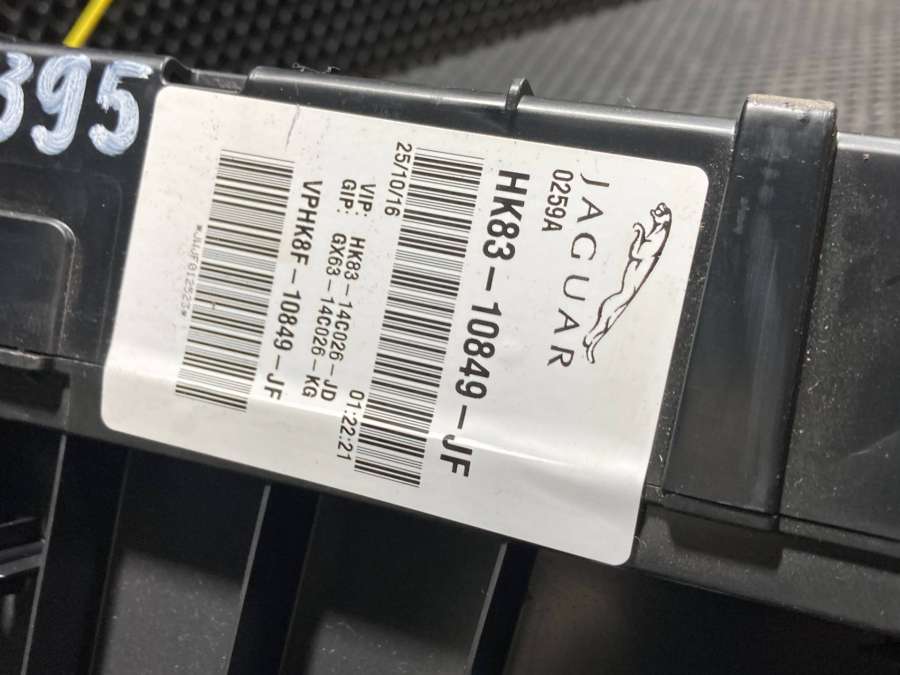 395
JAGUAR
0259A
HK83-10849-JF
25/10/16 01:22:21
VIP: HK83-14C026-JD
GIP: GX63-14C026-KG
VPHK8F-10849-JF